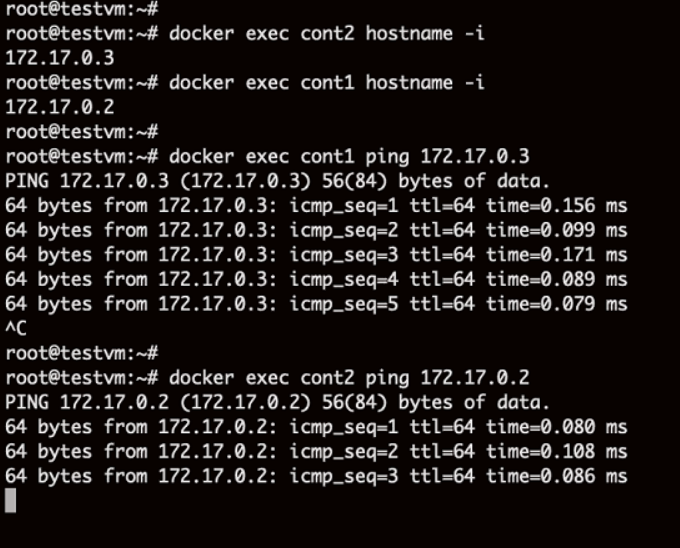 root@testvm:~#
root@testvm:~# docker exec cont2 hostname -i
172.17.0.3
root@testvm:~# docker exec cont1 hostname -i
172.17.0.2
root@testvm:~#
root@testvm:~# docker exec cont1 ping 172.17.0.3
PING 172.17.0.3 (172.17.0.3) 56(84) bytes of data.
64 bytes from 172.17.0.3: icmp_seq=1 ttl=64 time=0.156 ms
64 bytes from 172.17.0.3: icmp_seq=2 ttl=64 time=0.099 ms
64 bytes from 172.17.0.3: icmp_seq=3 ttl=64 time=0.171 ms
64 bytes from 172.17.0.3: icmp_seq=4 ttl=64 time=0.089 ms
64 bytes from 172.17.0.3: icmp_seq=5 ttl=64 time=0.079 ms
^C
root@testvm:~#
root@testvm:~# docker exec cont2 ping 172.17.0.2
PING 172.17.0.2 (172.17.0.2) 56(84) bytes of data.
64 bytes from 172.17.0.2: icmp_seq=1 ttl=64 time=0.080 ms
64 bytes from 172.17.0.2: icmp_seq=2 ttl=64 time=0.108 ms
64 bytes from 172.17.0.2: icmp_seq=3 ttl=64 time=0.086 ms